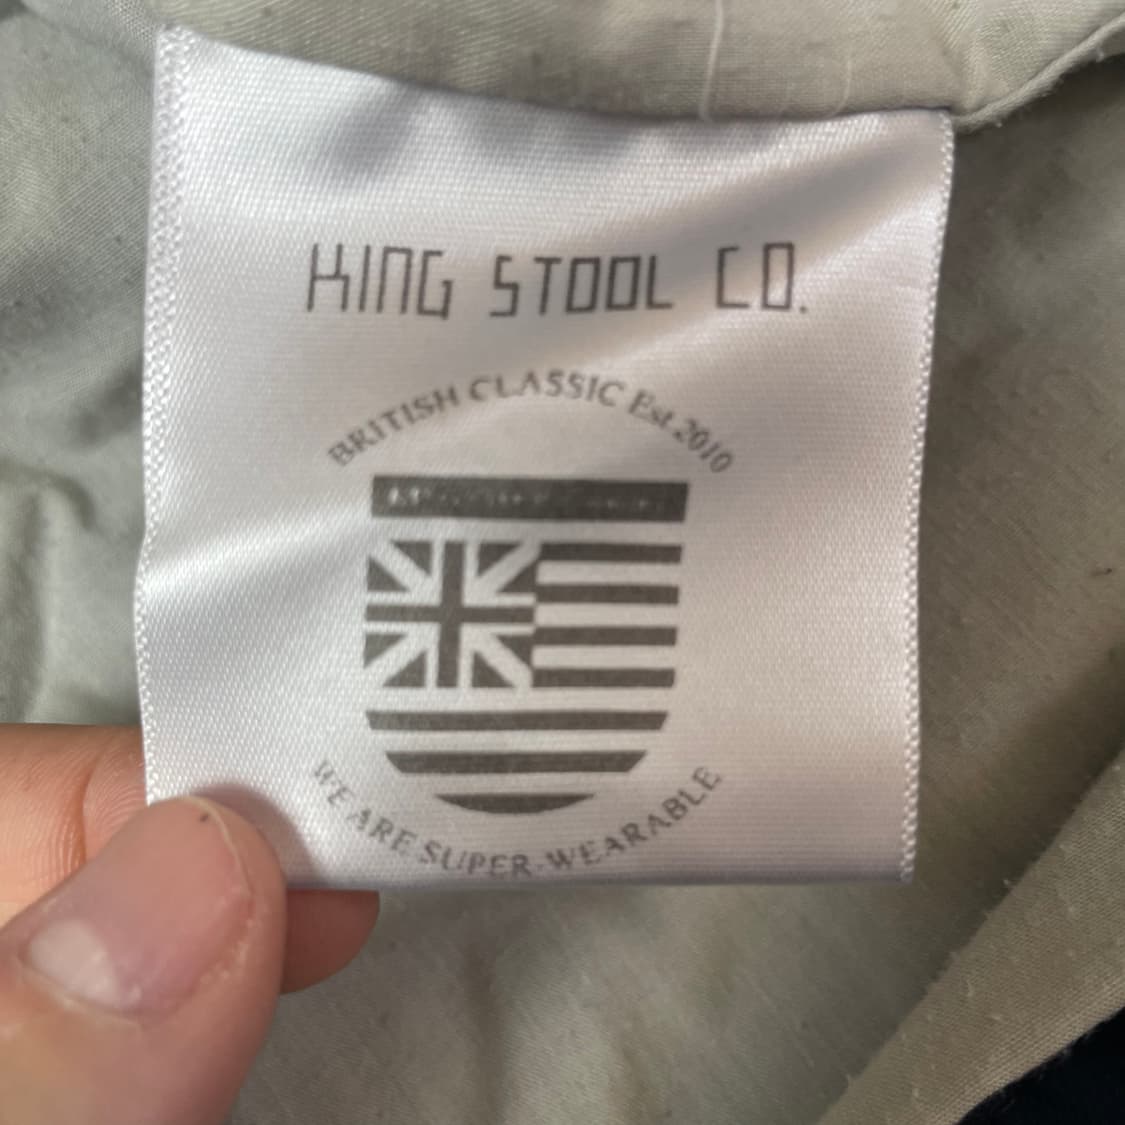 KING STOOL CO.
BRITISH CLASSIC Est.2010
WE ARE SUPER-WEARABLE